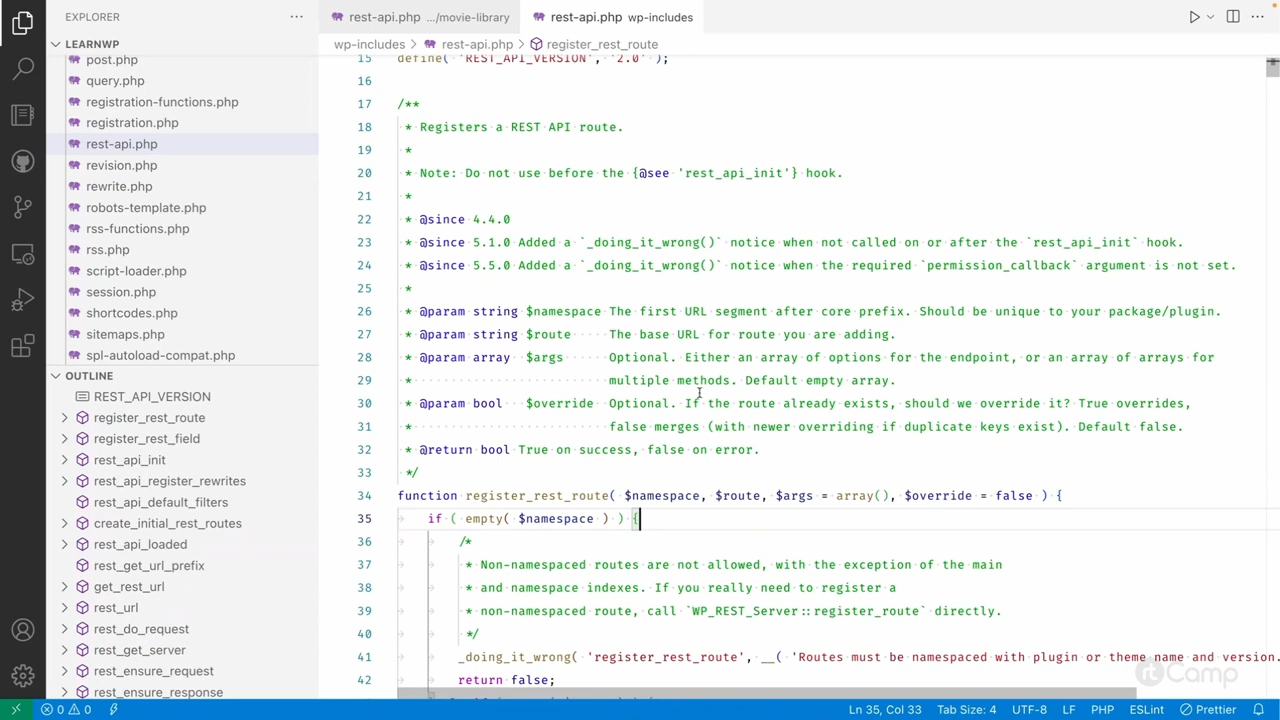 EXPLORER
rest-api.php .../movie-library
rest-api.php wp-includes
LEARNWP
wp-includes > rest-api.php > register_rest_route
post.php
query.php
registration-functions.php
registration.php
rest-api.php
revision.php
rewrite.php
robots-template.php
rss-functions.php
rss.php
script-loader.php
session.php
shortcodes.php
sitemaps.php
spl-autoload-compat.php
OUTLINE
REST_API_VERSION
register_rest_route
register_rest_field
rest_api_init
rest_api_register_rewrites
rest_api_default_filters
create_initial_rest_routes
rest_api_loaded
rest_get_url_prefix
get_rest_url
rest_url
rest_do_request
rest_get_server
rest_ensure_request
rest_ensure_response
15 define( 'REST_API_VERSION', '2.0' );
16
17 /**
18 * Registers a REST API route.
19 *
20 * Note: Do not use before the {@see 'rest_api_init'} hook.
21 *
22 * @since 4.4.0
23 * @since 5.1.0 Added a `_doing_it_wrong()` notice when not called on or after the `rest_api_init` hook.
24 * @since 5.5.0 Added a `_doing_it_wrong()` notice when the required `permission_callback` argument is not set.
25 *
26 * @param string $namespace The first URL segment after core prefix. Should be unique to your package/plugin.
27 * @param string $route The base URL for route you are adding.
28 * @param array $args Optional. Either an array of options for the endpoint, or an array of arrays for
29 * multiple methods. Default empty array.
30 * @param bool $override Optional. If the route already exists, should we override it? True overrides,
31 * false merges (with newer overriding if duplicate keys exist). Default false.
32 * @return bool True on success, false on error.
33 */
34 function register_rest_route( $namespace, $route, $args = array(), $override = false ) {
35 if ( empty( $namespace ) ) {
36 /*
37 * Non-namespaced routes are not allowed, with the exception of the main
38 * and namespace indexes. If you really need to register a
39 * non-namespaced route, call `WP_REST_Server::register_route` directly.
40 */
41 _doing_it_wrong( 'register_rest_route', __( 'Routes must be namespaced with plugin or theme name and version.
42 return false;
rtCamp
0 0 Ln 35, Col 33 Tab Size: 4 UTF-8 LF PHP ESLint Prettier